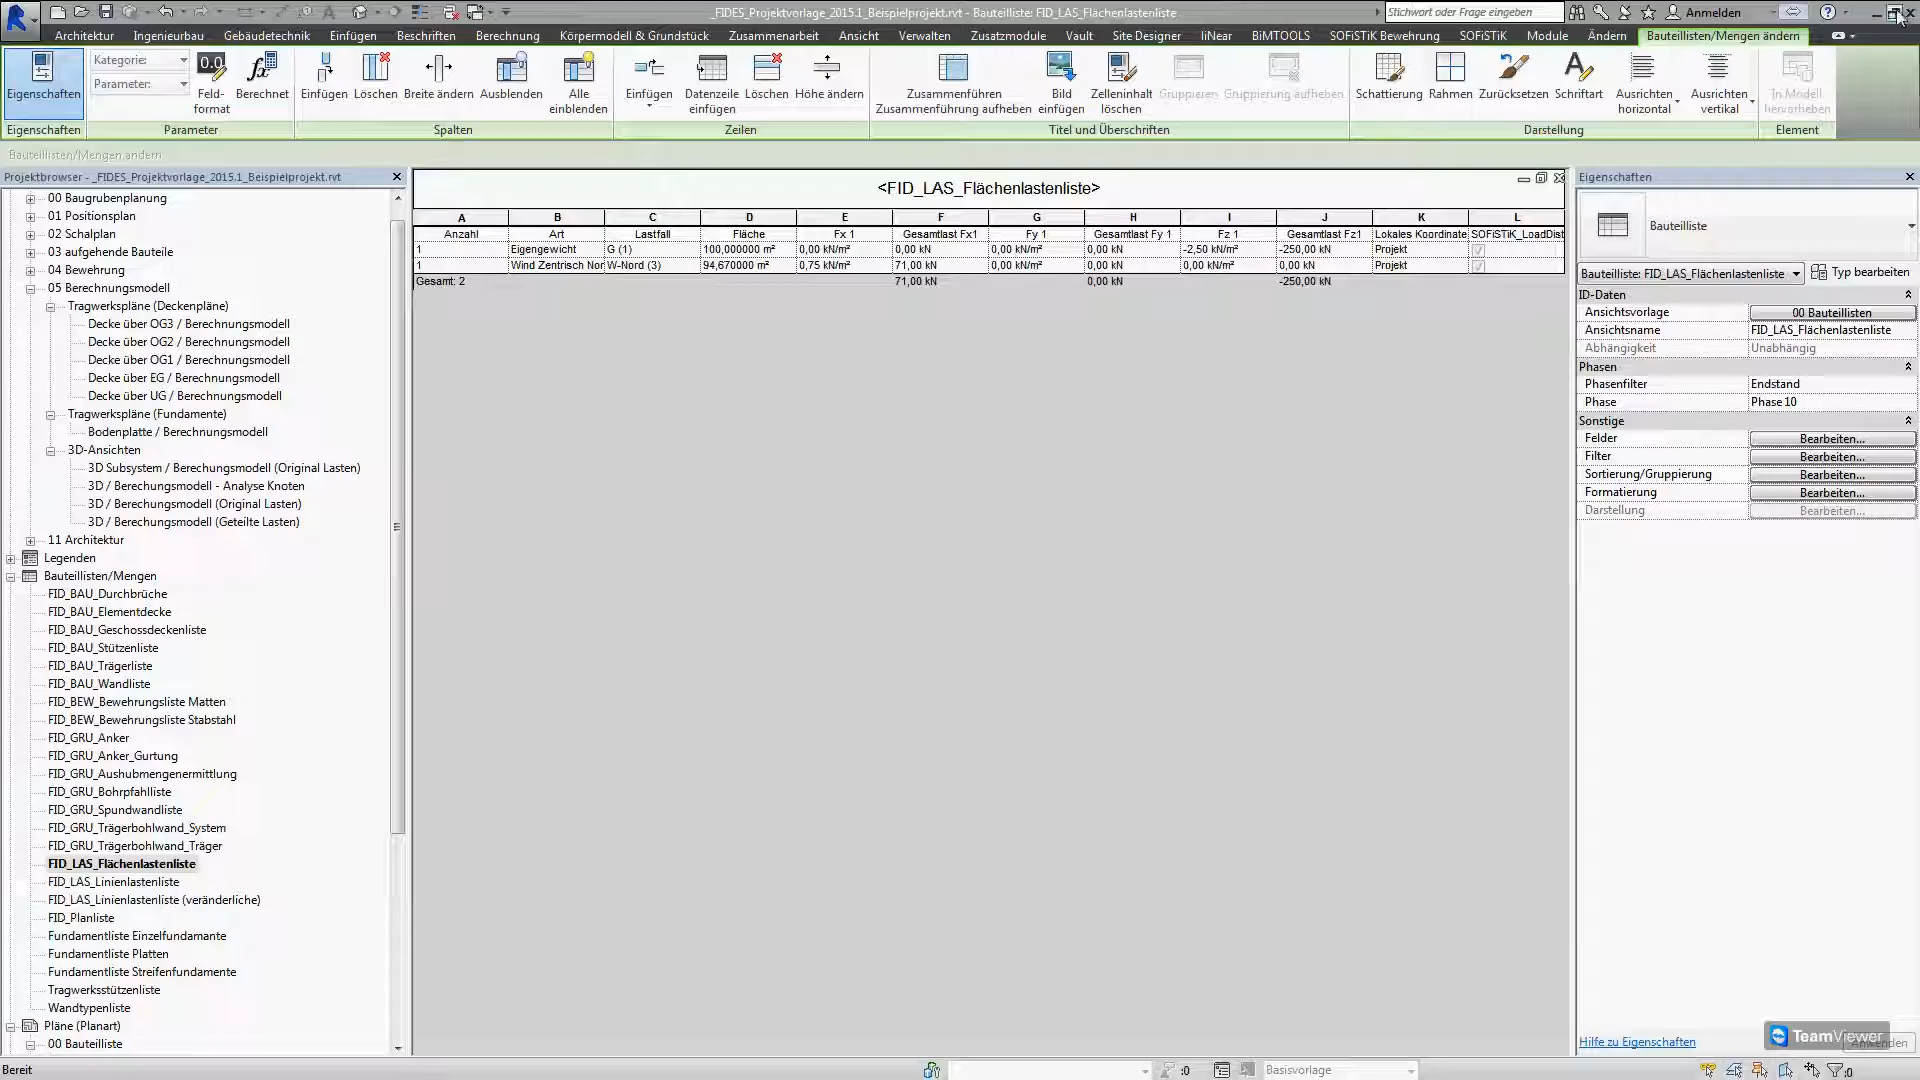 _FIDES_Projektvorlage_2015.1_Beispielprojekt.rvt - Bauteilliste: FID_LAS_Flächenlastenliste
Stichwort oder Frage eingeben
Anmelden
Architektur Ingenieurbau Gebäudetechnik Einfügen Beschriften Berechnung Körpermodell & Grundstück Zusammenarbeit Ansicht Verwalten Zusatzmodule Vault Site Designer liNear BiMTOOLS SOFiSTiK Bewehrung SOFiSTiK Module Ändern Bauteillisten/Mengen ändern
Eigenschaften
Kategorie:
Parameter:
0.0
Feld-
format
Berechnet
Einfügen Löschen Breite ändern Ausblenden Alle
einblenden
Einfügen Datenzeile
einfügen
Löschen Höhe ändern
Zusammenführen
Zusammenführung aufheben
Bild
einfügen
Zelleninhalt
löschen
Gruppieren Gruppierung aufheben
Schattierung Rahmen Zurücksetzen Schriftart Ausrichten
horizontal
Ausrichten
vertikal
In Modell
hervorheben
Eigenschaften Parameter Spalten Zeilen Titel und Überschriften Darstellung Element
Bauteillisten/Mengen ändern
Projektbrowser - _FIDES_Projektvorlage_2015.1_Beispielprojekt.rvt
00 Baugrubenplanung
01 Positionsplan
02 Schalplan
03 aufgehende Bauteile
04 Bewehrung
05 Berechnungsmodell
Tragwerkspläne (Deckenpläne)
Decke über OG3 / Berechnungsmodell
Decke über OG2 / Berechnungsmodell
Decke über OG1 / Berechnungsmodell
Decke über EG / Berechnungsmodell
Decke über UG / Berechnungsmodell
Tragwerkspläne (Fundamente)
Bodenplatte / Berechnungsmodell
3D-Ansichten
3D Subsystem / Berechungsmodell (Original Lasten)
3D / Berechungsmodell - Analyse Knoten
3D / Berechungsmodell (Original Lasten)
3D / Berechungsmodell (Geteilte Lasten)
11 Architektur
Legenden
Bauteillisten/Mengen
FID_BAU_Durchbrüche
FID_BAU_Elementdecke
FID_BAU_Geschossdeckenliste
FID_BAU_Stützenliste
FID_BAU_Trägerliste
FID_BAU_Wandliste
FID_BEW_Bewehrungsliste Matten
FID_BEW_Bewehrungsliste Stabstahl
FID_GRU_Anker
FID_GRU_Anker_Gurtung
FID_GRU_Aushubmengenermittlung
FID_GRU_Bohrpfahlliste
FID_GRU_Spundwandliste
FID_GRU_Trägerbohlwand_System
FID_GRU_Trägerbohlwand_Träger
FID_LAS_Flächenlastenliste
FID_LAS_Linienlastenliste
FID_LAS_Linienlastenliste (veränderliche)
FID_Planliste
Fundamentliste Einzelfundamante
Fundamentliste Platten
Fundamentliste Streifenfundamente
Tragwerksstützenliste
Wandtypenliste
Pläne (Planart)
00 Bauteilliste
<FID_LAS_Flächenlastenliste>
A B C D E F G H I J K L
Anzahl Art Lastfall Fläche Fx 1 Gesamtlast Fx1 Fy 1 Gesamtlast Fy 1 Fz 1 Gesamtlast Fz1 Lokales Koordinate SOFiSTiK_LoadDist
1 Eigengewicht G (1) 100,000000 m² 0,00 kN/m² 0,00 kN 0,00 kN/m² 0,00 kN -2,50 kN/m² -250,00 kN Projekt
1 Wind Zentrisch Nor W-Nord (3) 94,670000 m² 0,75 kN/m² 71,00 kN 0,00 kN/m² 0,00 kN 0,00 kN/m² 0,00 kN Projekt
Gesamt: 2 71,00 kN 0,00 kN -250,00 kN
Eigenschaften
Bauteilliste
Bauteilliste: FID_LAS_Flächenlastenliste Typ bearbeiten
ID-Daten
Ansichtsvorlage 00 Bauteillisten
Ansichtsname FID_LAS_Flächenlastenliste
Abhängigkeit Unabhängig
Phasen
Phasenfilter Endstand
Phase Phase 10
Sonstige
Felder Bearbeiten...
Filter Bearbeiten...
Sortierung/Gruppierung Bearbeiten...
Formatierung Bearbeiten...
Darstellung Bearbeiten...
Hilfe zu Eigenschaften
TeamViewer
Anwenden
Bereit
:0
Basisvorlage
:0